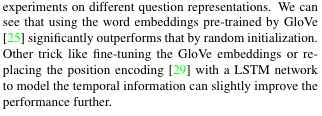 experiments on different question representations. We can
see that using the word embeddings pre-trained by GloVe
[25] significantly outperforms that by random initialization.
Other trick like fine-tuning the GloVe embeddings or re-
placing the position encoding [29] with a LSTM network
to model the temporal information can slightly improve the
performance further.